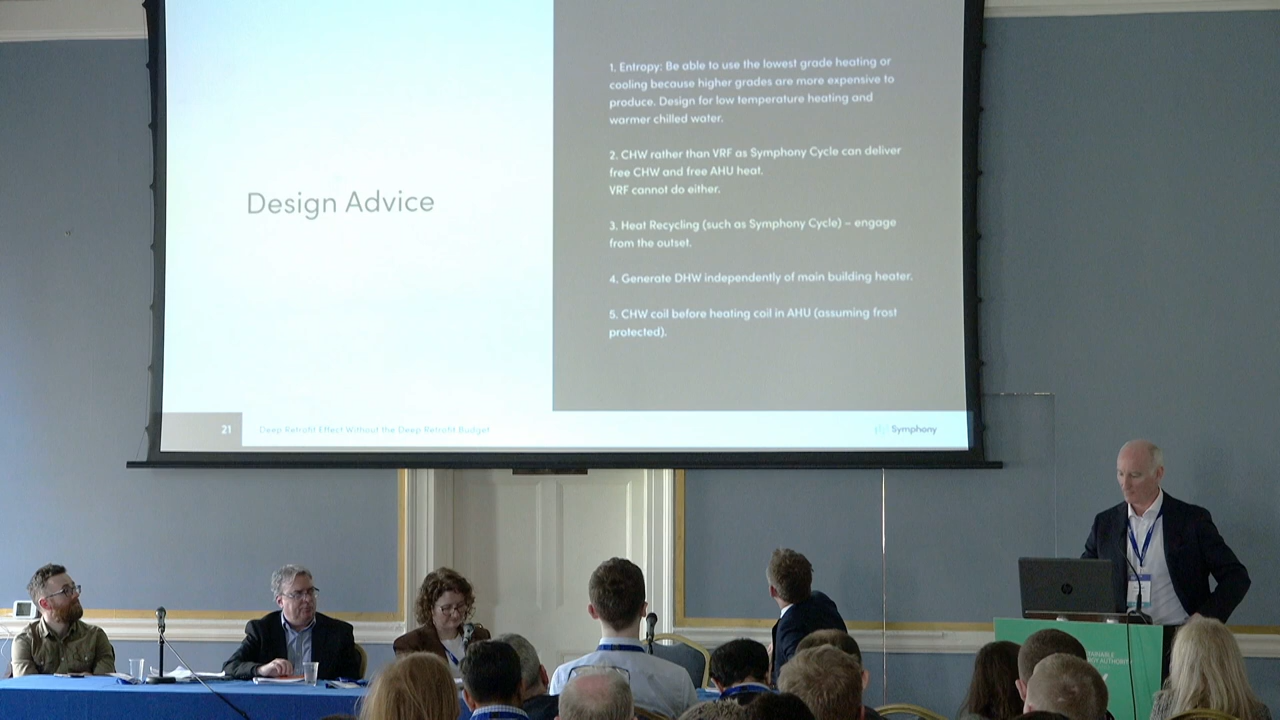 Design Advice
1. Entropy: Be able to use the lowest grade heating or
cooling because higher grades are more expensive to
produce. Design for low temperature heating and
warmer chilled water.
2. CHW rather than VRF as Symphony Cycle can deliver
free CHW and free AHU heat.
VRF cannot do either.
3. Heat Recycling (such as Symphony Cycle) – engage
from the outset.
4. Generate DHW independently of main building heater.
5. CHW coil before heating coil in AHU (assuming frost
protected).
21
Deep Retrofit Effect Without the Deep Retrofit Budget
Symphony
hp